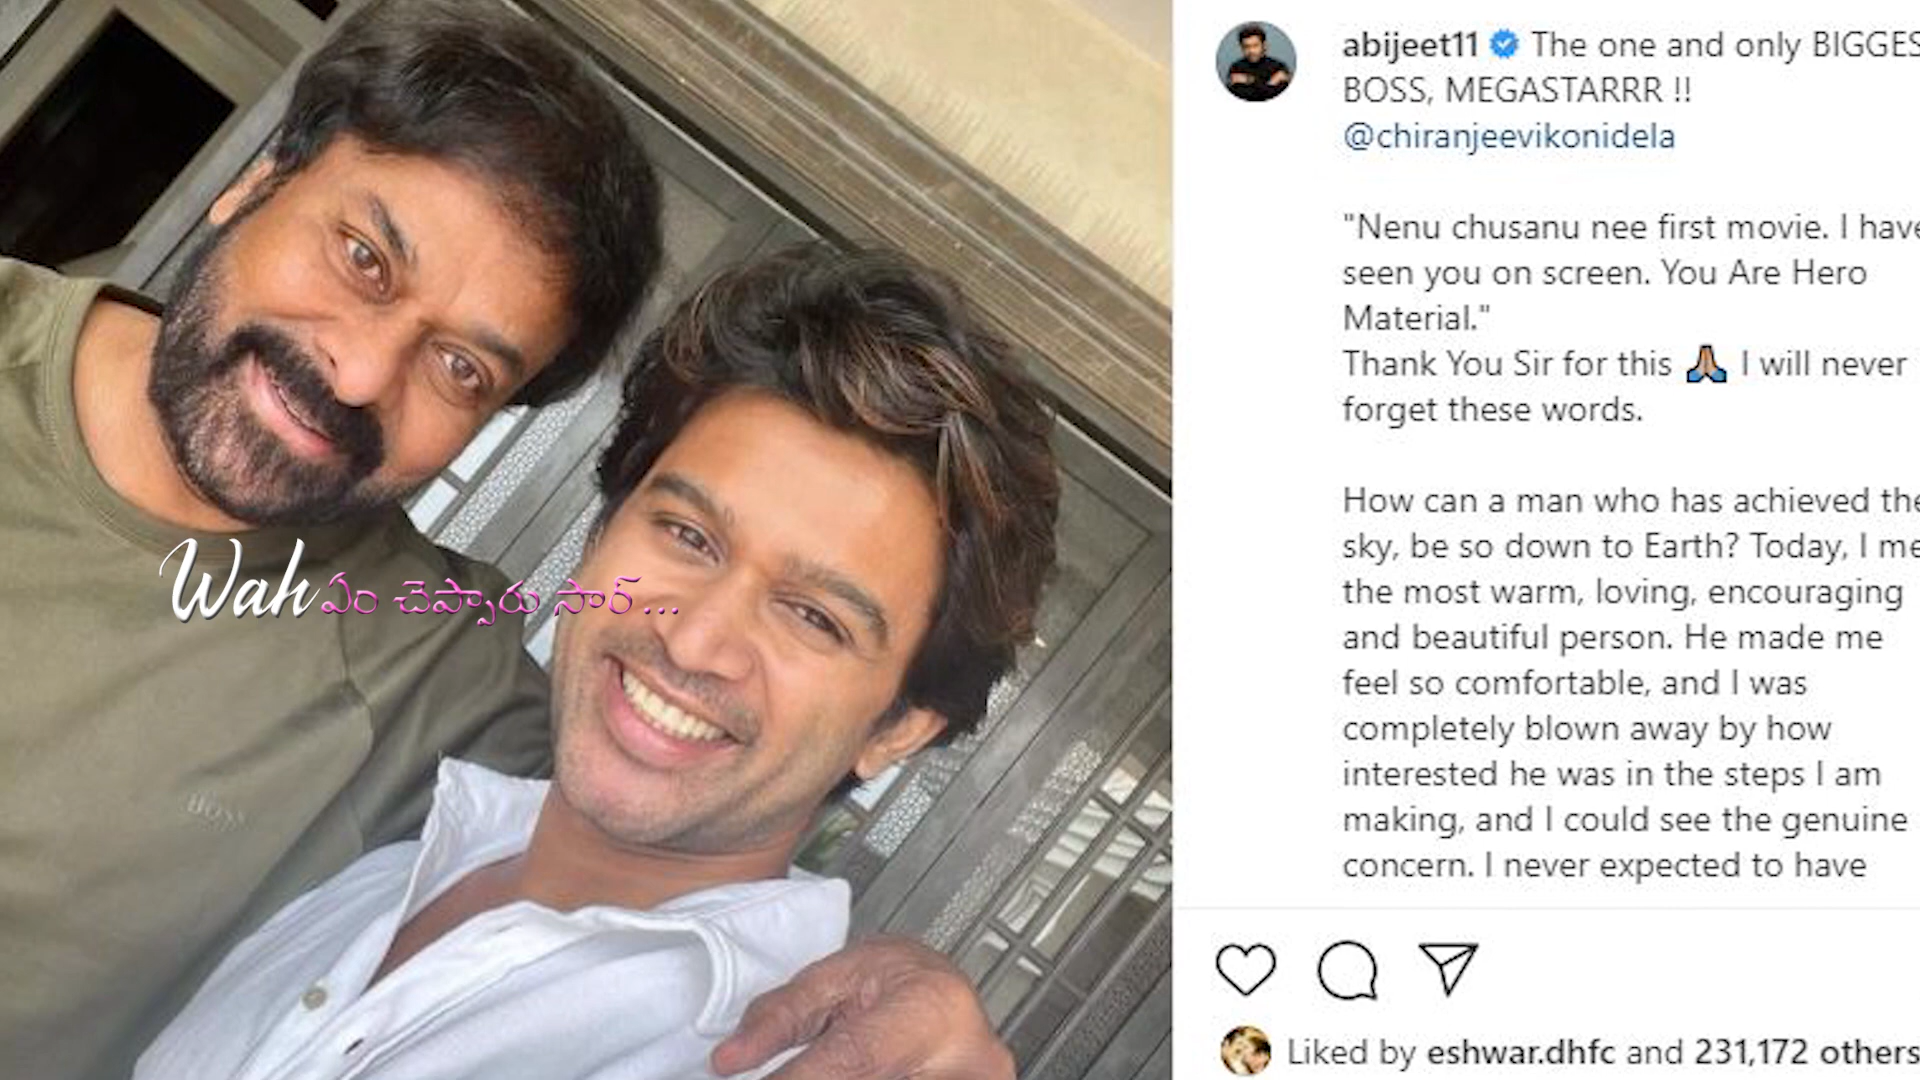 abijeet11 The one and only BIGGES
BOSS, MEGASTARRR !!
@chiranjeevikonidela
"Nenu chusanu nee first movie. I have
seen you on screen. You Are Hero
Material."
Thank You Sir for this 🙏 I will never
forget these words.
How can a man who has achieved the
sky, be so down to Earth? Today, I me
the most warm, loving, encouraging
and beautiful person. He made me
feel so comfortable, and I was
completely blown away by how
interested he was in the steps I am
making, and I could see the genuine
concern. I never expected to have
Liked by eshwar.dhfc and 231,172 others
Wah ఏం చెప్పారు సార్...
BOSS